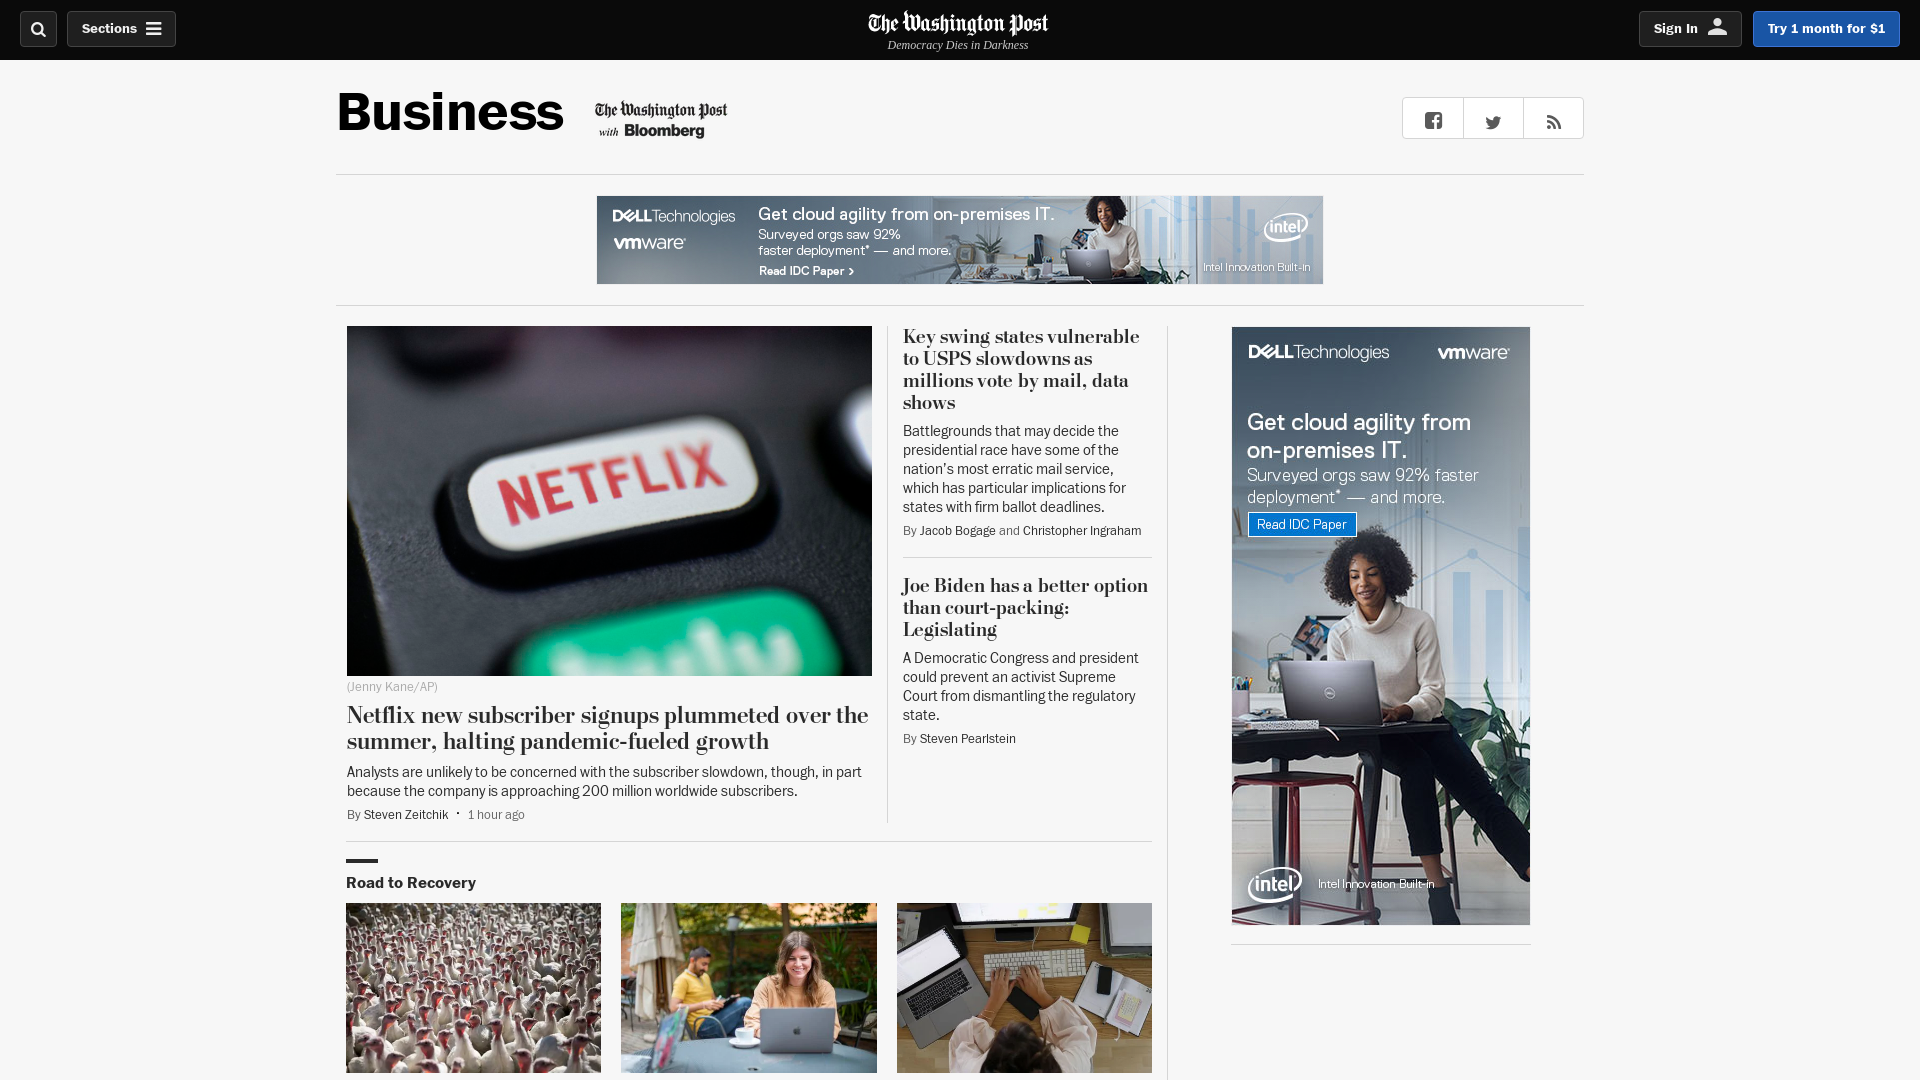 Sections
The Washington Post
Democracy Dies in Darkness
Sign In
Try 1 month for $1
Business
The Washington Post
with Bloomberg
DELLTechnologies
vmware
Get cloud agility from on-premises IT.
Surveyed orgs saw 92%
faster deployment* — and more.
Read IDC Paper >
intel
Intel Innovation Built-in
NETFLIX
(Jenny Kane/AP)
Netflix new subscriber signups plummeted over the
summer, halting pandemic-fueled growth
Analysts are unlikely to be concerned with the subscriber slowdown, though, in part
because the company is approaching 200 million worldwide subscribers.
By Steven Zeitchik • 1 hour ago
Key swing states vulnerable
to USPS slowdowns as
millions vote by mail, data
shows
Battlegrounds that may decide the
presidential race have some of the
nation’s most erratic mail service,
which has particular implications for
states with firm ballot deadlines.
By Jacob Bogage and Christopher Ingraham
Joe Biden has a better option
than court-packing:
Legislating
A Democratic Congress and president
could prevent an activist Supreme
Court from dismantling the regulatory
state.
By Steven Pearlstein
DELLTechnologies
vmware
Get cloud agility from
on-premises IT.
Surveyed orgs saw 92% faster
deployment* — and more.
Read IDC Paper
intel
Intel Innovation Built-in
Road to Recovery